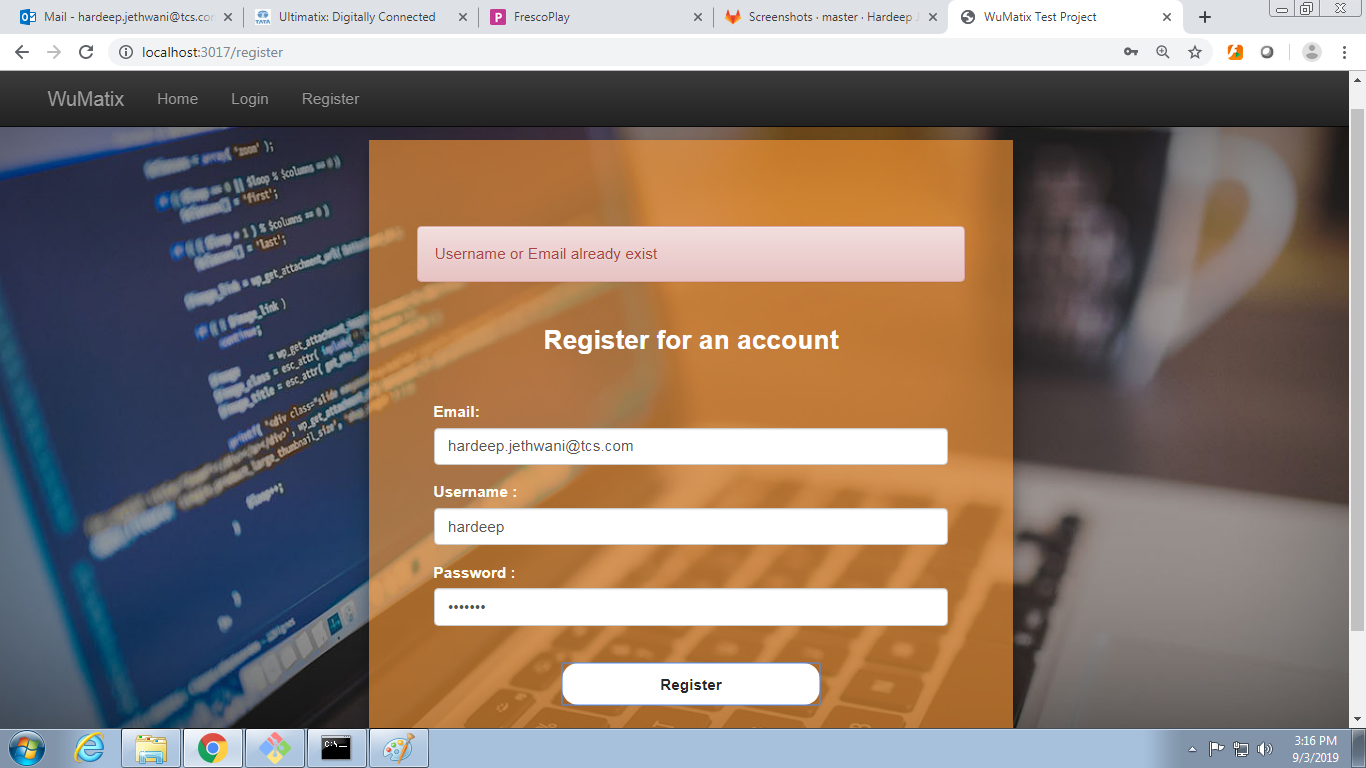 Mail - hardeep.jethwani@tcs.co
Ultimatix: Digitally Connected
FrescoPlay
Screenshots · master · Hardeep J
WuMatix Test Project
localhost:3017/register
WuMatix Home Login Register
Username or Email already exist
Register for an account
Email:
hardeep.jethwani@tcs.com
Username :
hardeep
Password :
•••••••
Register
3:16 PM
9/3/2019